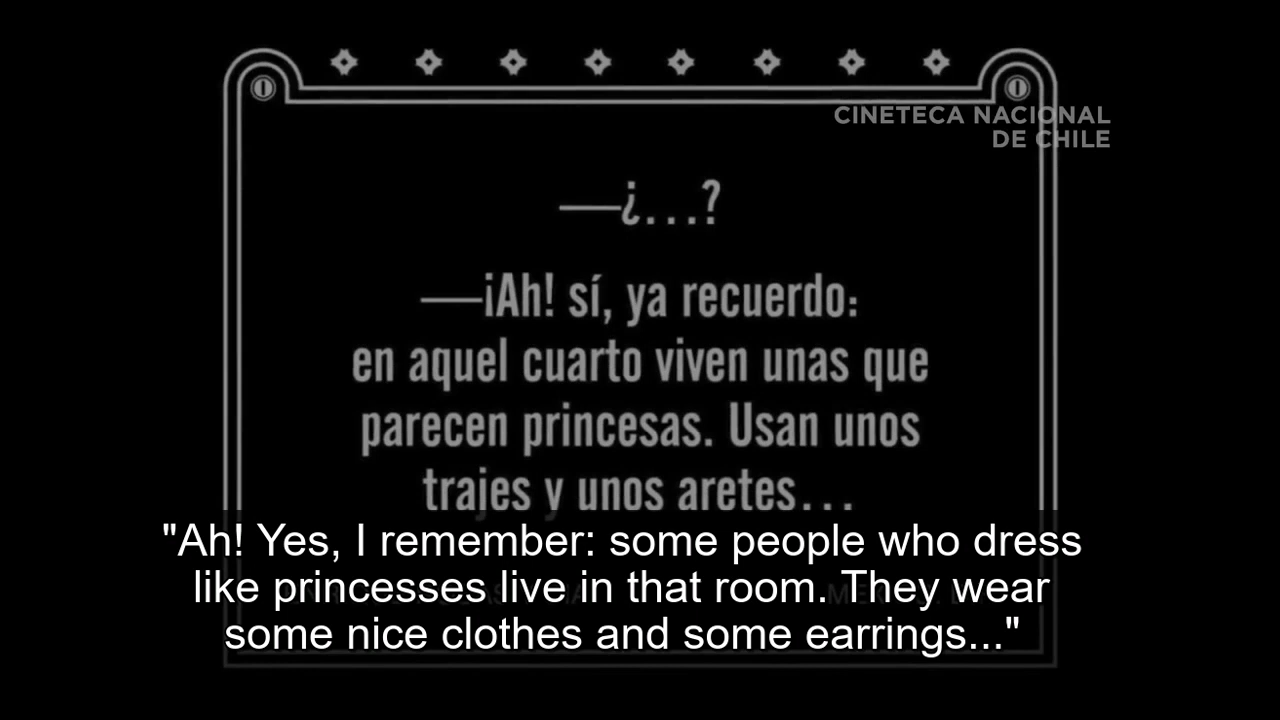 CINETECA NACIONAL
DE CHILE
—¿...?
—¡Ah! sí, ya recuerdo:
en aquel cuarto viven unas que
parecen princesas. Usan unos
trajes y unos aretes...
"Ah! Yes, I remember: some people who dress
like princesses live in that room. They wear
some nice clothes and some earrings..."